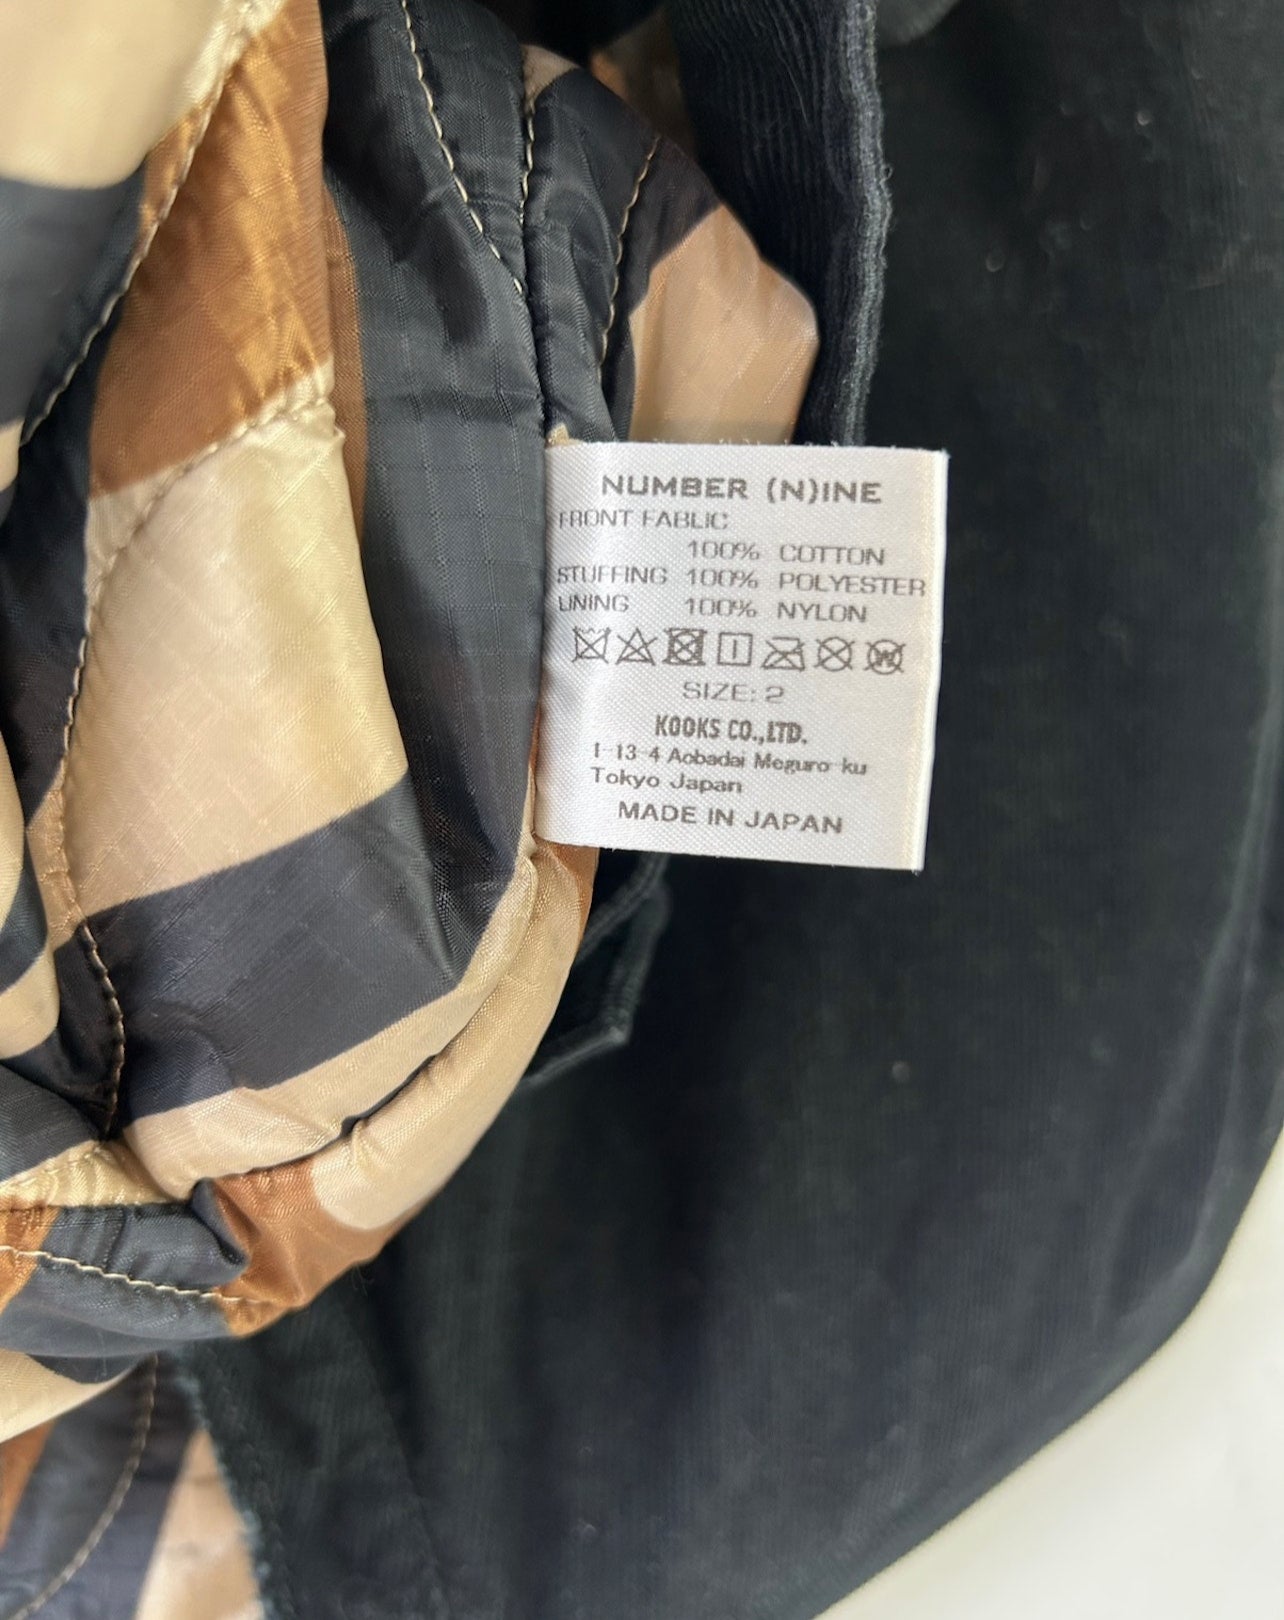 NUMBER (N)INE
FRONT FABLIC
100% COTTON
STUFFING 100% POLYESTER
LINING 100% NYLON
W
SIZE: 2
KOOKS CO.,LTD.
1-13-4 Aobadai Meguro-ku
Tokyo Japan
MADE IN JAPAN